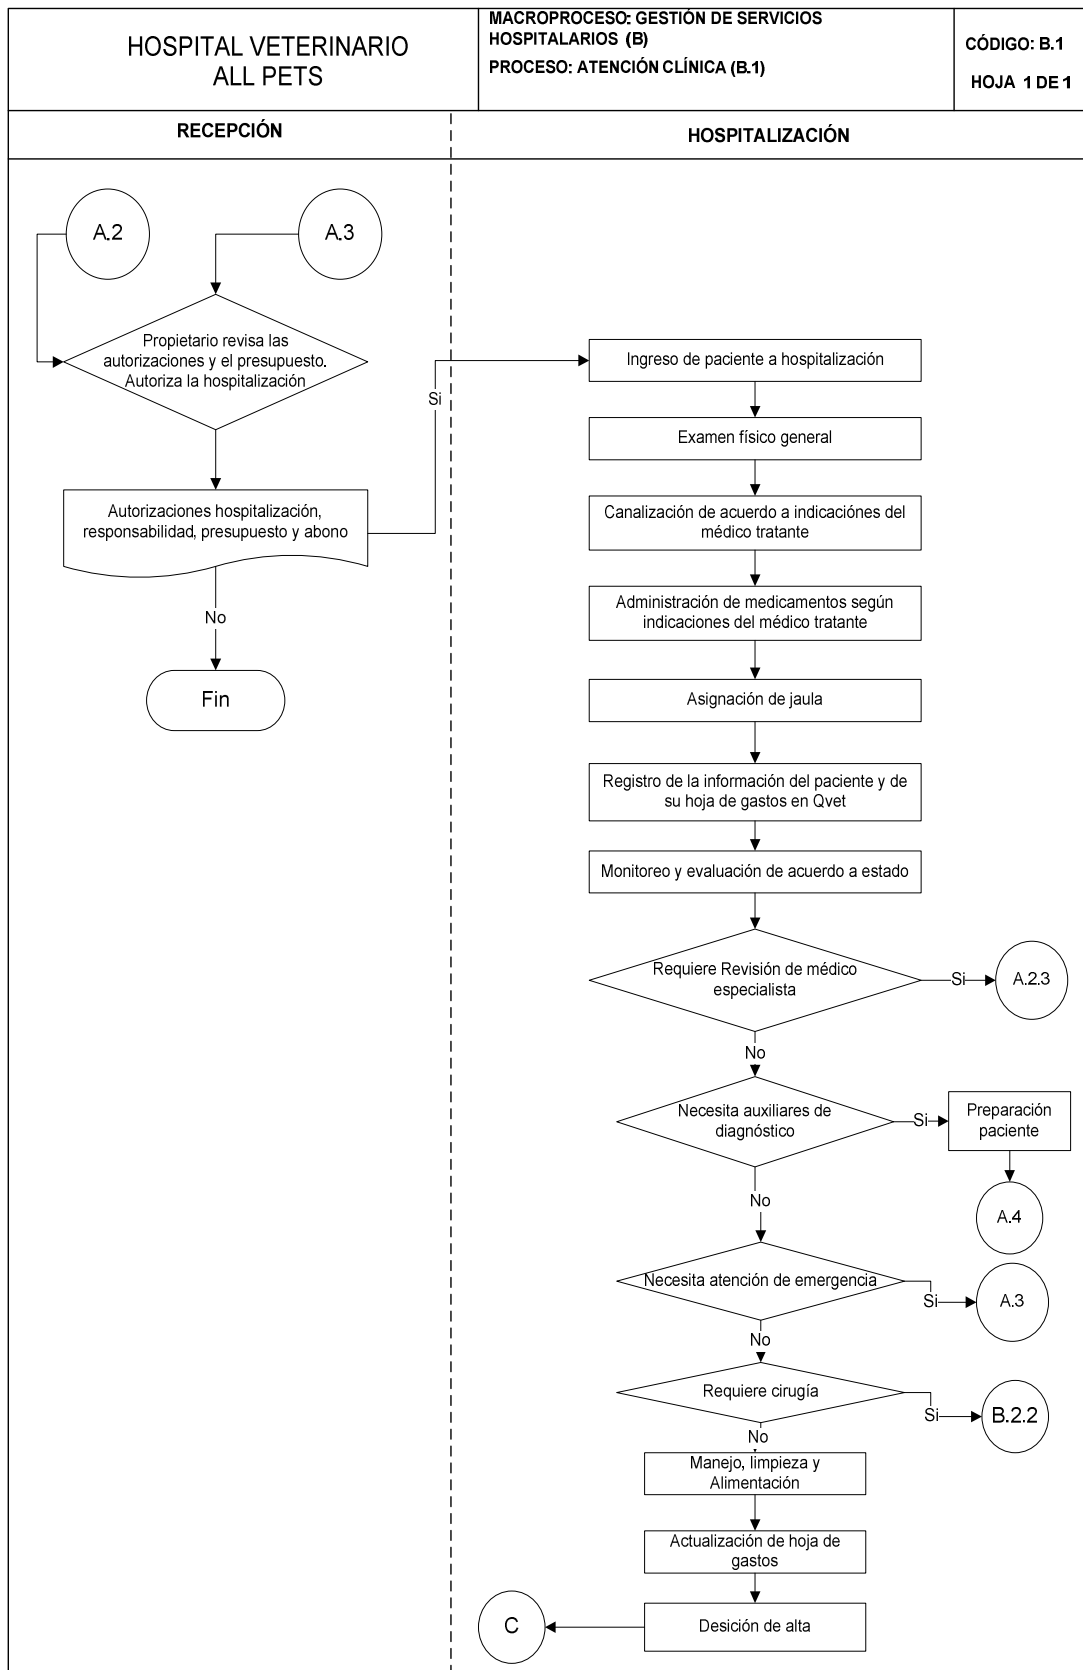 HOSPITAL VETERINARIO
ALL PETS
MACROPROCESO: GESTIÓN DE SERVICIOS
HOSPITALARIOS (B)
PROCESO: ATENCIÓN CLÍNICA (B.1)
CÓDIGO: B.1
HOJA 1 DE 1
RECEPCIÓN
HOSPITALIZACIÓN
A.2
A.3
Propietario revisa las
autorizaciones y el presupuesto.
Autoriza la hospitalización
Autorizaciones hospitalización,
responsabilidad, presupuesto y abono
Si
No
Fin
Ingreso de paciente a hospitalización
Examen físico general
Canalización de acuerdo a indicaciónes del
médico tratante
Administración de medicamentos según
indicaciones del médico tratante
Asignación de jaula
Registro de la información del paciente y de
su hoja de gastos en Qvet
Monitoreo y evaluación de acuerdo a estado
Requiere Revisión de médico
especialista
Si
A.2.3
No
Necesita auxiliares de
diagnóstico
Si
Preparación
paciente
A.4
No
Necesita atención de emergencia
Si
A.3
No
Requiere cirugía
Si
B.2.2
No
Manejo, limpieza y
Alimentación
Actualización de hoja de
gastos
Desición de alta
C